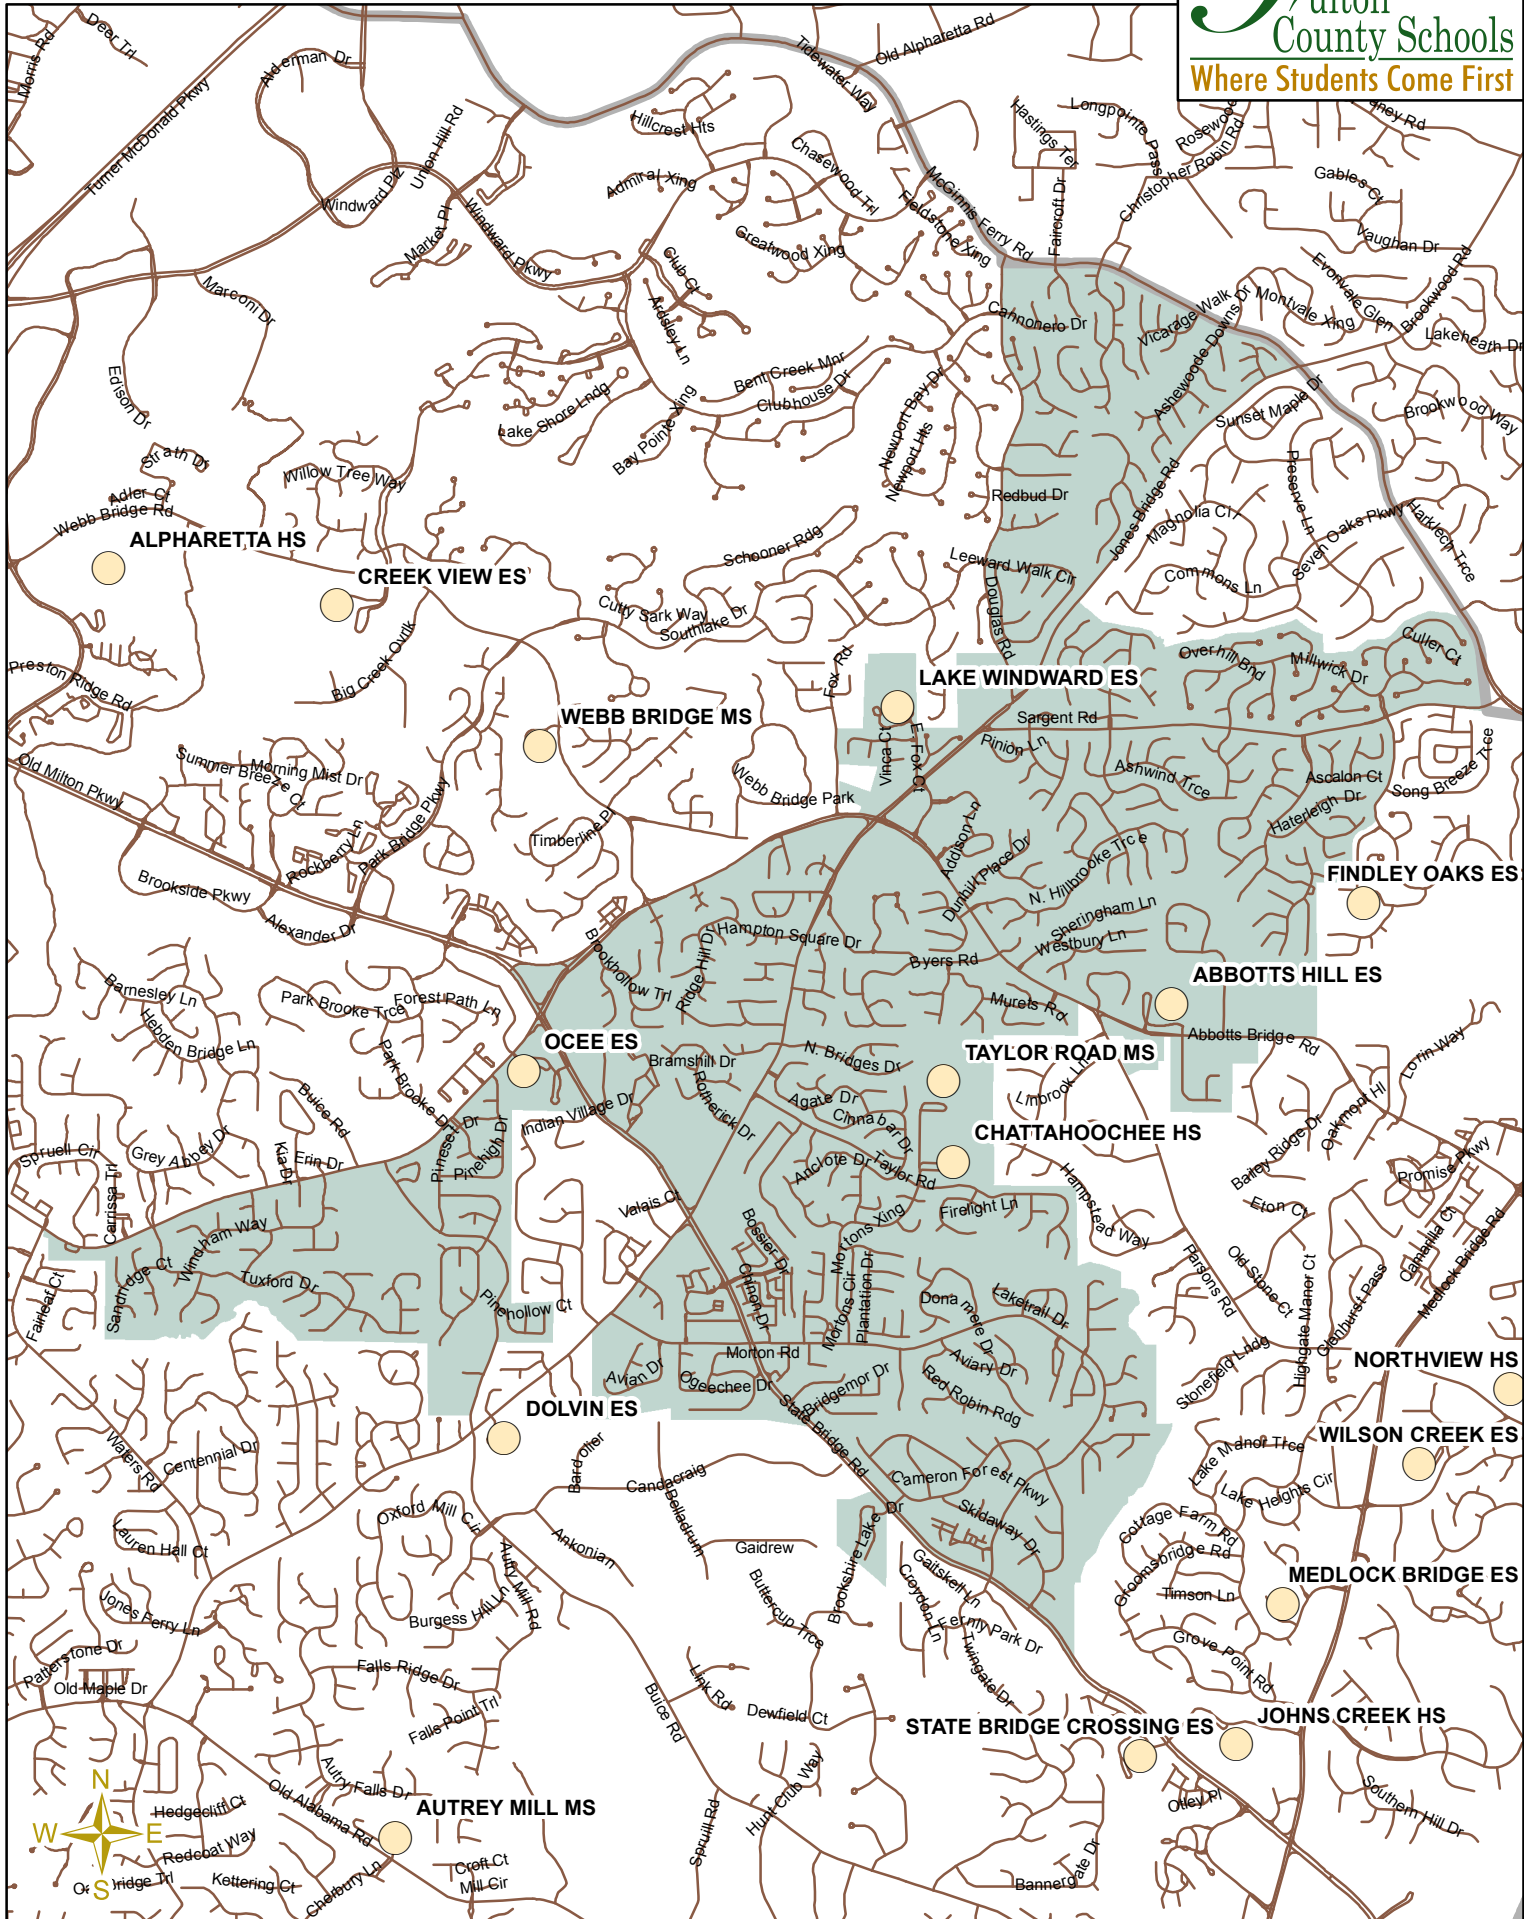 County Schools
Where Students Come First
Morris Rd
Deer Trl
Alderman Dr
Turner McDonald Pkwy
Union Hill Rd
Windward Plz
Market Pl
Windward Pkwy
Hillcrest Hts
Admiral Xing
Tidewater Way
Old Alpharetta Rd
Chasewood Trl
Greatwood Xing
Fieldstone Xing
McGinnis Ferry Rd
Hastings Ter
Longpointe Pass
Faircroft Dr
Christopher Robin Rd
Gables Ct
Vaughan Dr
Evonvale Glen
Brookwood Rd
Montvale Xing
Lakeheath Dr
Marconi Dr
Club Ct
Ardsley Ln
Cannonero Dr
Vicarage Walk
Ashewoode Downs Dr
Edison Dr
Bent Creek Mnr
Clubhouse Dr
Lake Shore Lndg
Bay Pointe Xing
Newport Bay Dr
Newport Hts
Sunset Maple Dr
Brookwood Way
Strath Dr
Adler Ct
Webb Bridge Rd
Willow Tree Way
Redbud Dr
Jones Bridge Rd
Magnolia Cir
Preserve Ln
Seven Oaks Pkwy
Harklech Trce
ALPHARETTA HS
CREEK VIEW ES
Schooner Rdg
Leeward Walk Cir
Commons Ln
Cutty Sark Way
Southlake Dr
Douglas Rd
Big Creek Ovrlk
Preston Ridge Rd
Fox Rd
LAKE WINDWARD ES
Overhill Bnd
Millwick Dr
Culler Ct
WEBB BRIDGE MS
Sargent Rd
Vinca Ct
E. Fox Ct
Pinion Ln
Ashwind Trce
Ascalon Ct
Haterleigh Dr
Song Breeze Trce
Old Milton Pkwy
Summer Breeze Ct
Morning Mist Dr
Webb Bridge Park
Timberline Pl
Rockberry Ln
Park Bridge Pkwy
Addison Ln
Dunhill Place Dr
N. Hillbrooke Trce
FINDLEY OAKS ES
Brookside Pkwy
Alexander Dr
Hampton Square Dr
Sheringham Ln
Westbury Ln
Byers Rd
Brookhollow Trl
Ridge Hill Dr
ABBOTTS HILL ES
Murets Rd
Barnesley Ln
Park Brooke Trce
Forest Path Ln
Hebden Bridge Ln
OCEE ES
Bramshill Dr
N. Bridges Dr
TAYLOR ROAD MS
Abbotts Bridge Rd
Lorin Way
Park Brooke Dr
Buice Rd
Rotherick Dr
Agate Dr
Cinnabar Dr
Linbrook Ln
Indian Village Dr
Oakmont Hl
Bailey Ridge Dr
CHATTAHOOCHEE HS
Spruell Cir
Grey Abbey Dr
Kia Dr
Erin Dr
Pineset Dr
Pinehigh Dr
Anclote Dr
Taylor Rd
Promise Pkwy
Carrissa Trl
Valais Ct
Bossler Dr
Mortons Xing
Firelight Ln
Hampstead Way
Eton Ct
Windham Way
Sandridge Ct
Tuxford Dr
Fairleaf Ct
Pinehollow Ct
Chinon Dr
Mortons Cir
Plantation Dr
Donamere Dr
Laketrail Dr
Parsons Rd
Old Stone Ct
Highgate Manor Ct
Glenhurst Pass
Oamarilla Ct
Medlock Bridge Rd
Morton Rd
Avian Dr
Ogeechee Dr
Bridgemor Dr
Aviary Dr
Red Robin Rdg
Stonefield Lndg
NORTHVIEW HS
DOLVIN ES
State Bridge Rd
WILSON CREEK ES
Waters Rd
Centennial Dr
Bardolier
Candacraig
Belladrum
Cameron Forest Pkwy
Lake Manor Trce
Lake Heights Cir
Lauren Hall Ct
Oxford Mill Cir
Ankonian
Gaidrew
Brookshire Lake Dr
Skidaway Dr
Cottage Farm Rd
Groomsbridge Rd
Timson Ln
MEDLOCK BRIDGE ES
Autry Mill Rd
Burgess Hill Ln
Jones Ferry Ln
Buttercup Trce
Gaitskell Ln
Croydon Ln
Fernly Park Dr
Twingate Dr
Grove Point Rd
Patterstone Dr
Old Maple Dr
Falls Ridge Dr
Falls Point Trl
Link Rd
Dewfield Ct
Buice Rd
STATE BRIDGE CROSSING ES
JOHNS CREEK HS
N
W E
S
Autry Falls Dr
Old Alabama Rd
AUTREY MILL MS
Hedgecliff Ct
Redcoat Way
Kettering Ct
Cherbury Ln
Croft Ct
Mill Cir
Spruill Rd
Hunt Club Way
Otley Pl
Southern Hill Dr
Bannergate Dr